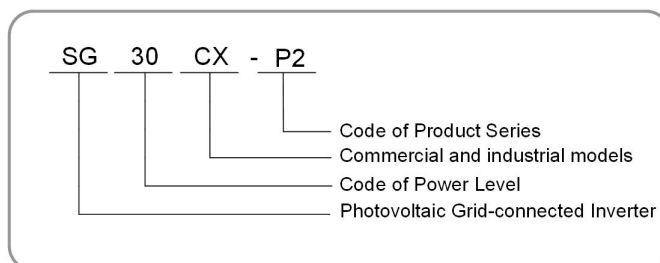 SG 30 CX - P2
Code of Product Series
Commercial and industrial models
Code of Power Level
Photovoltaic Grid-connected Inverter